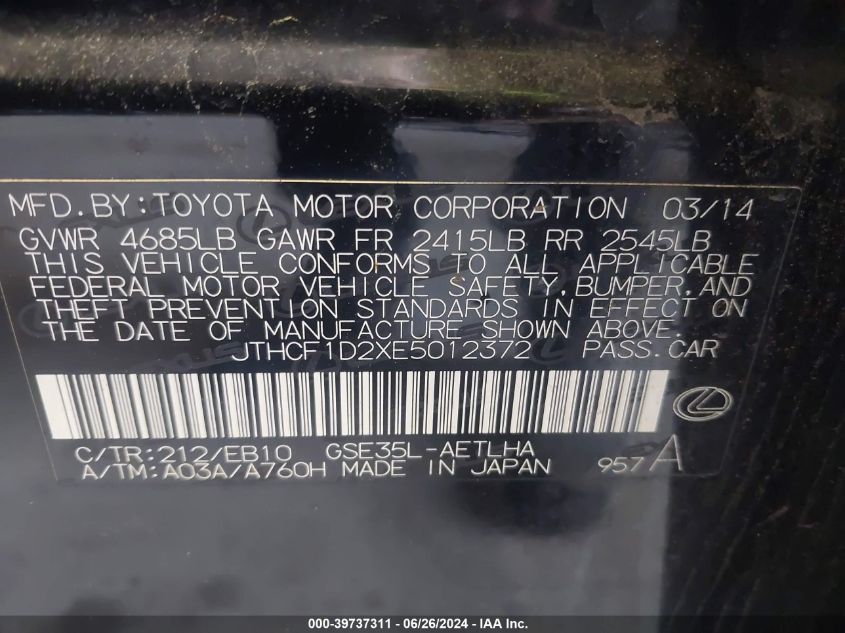 MFD.BY:TOYOTA MOTOR CORPORATION 03/14
GVWR 4685LB GAWR FR 2415LB RR 2545LB
THIS VEHICLE CONFORMS TO ALL APPLICABLE
FEDERAL MOTOR VEHICLE SAFETY,BUMPER,AND
THEFT PREVENTION STANDARDS IN EFFECT ON
THE DATE OF MANUFACTURE SHOWN ABOVE.
JTHCF1D2XE5012372 PASS.CAR
C/TR:212/EB10 GSE35L-AETLHA
A/TM:A03A/A760H MADE IN JAPAN 957A
000-39737311 - 06/26/2024 - IAA Inc.